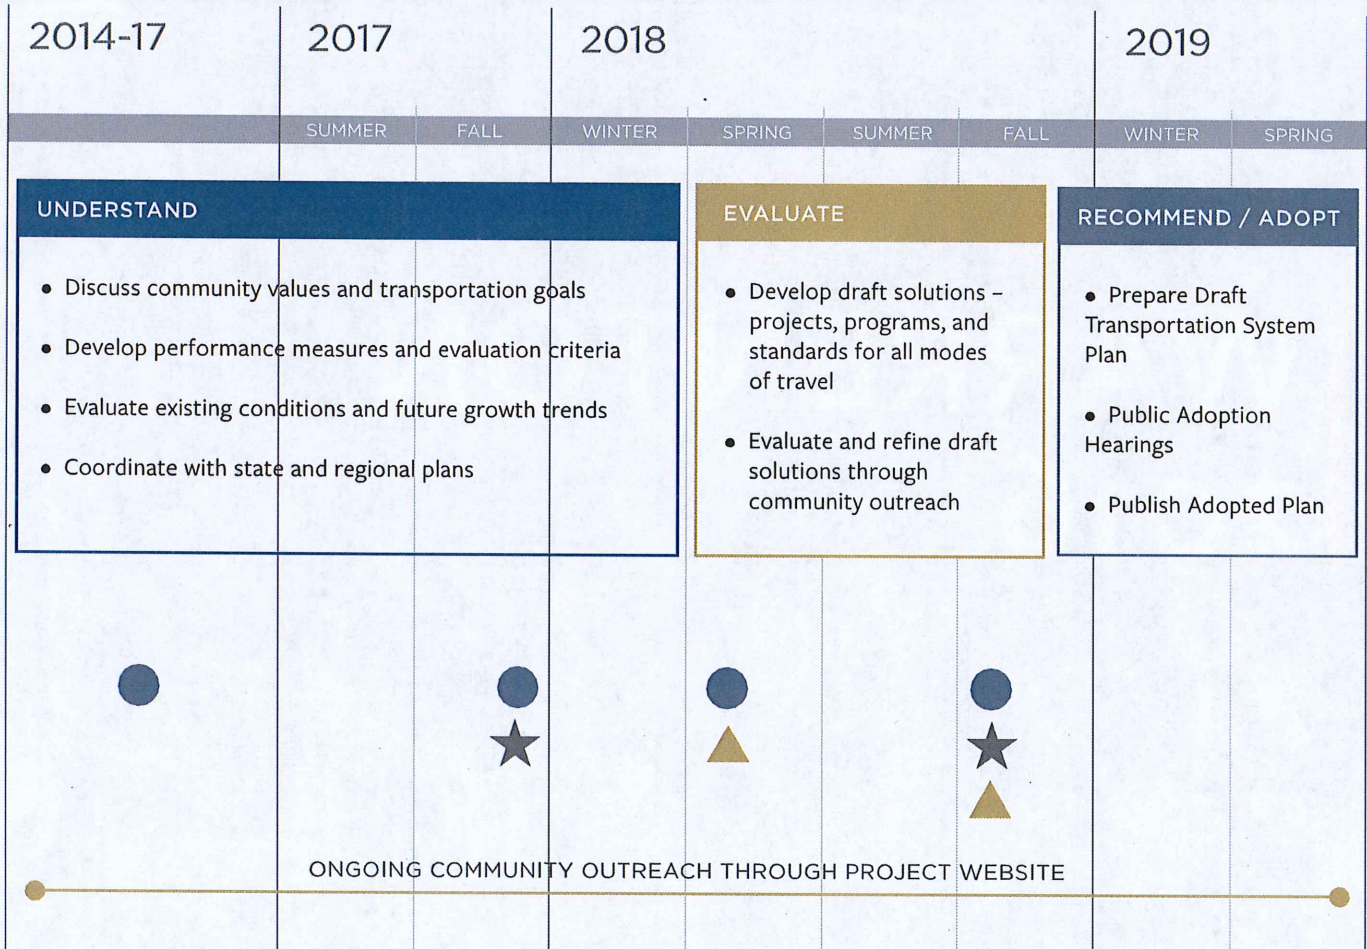 2014-17
2017
2018
2019
SUMMER
FALL
WINTER
SPRING
SUMMER
FALL
WINTER
SPRING
UNDERSTAND
• Discuss community values and transportation goals
• Develop performance measures and evaluation criteria
• Evaluate existing conditions and future growth trends
• Coordinate with state and regional plans
EVALUATE
• Develop draft solutions –
projects, programs, and
standards for all modes
of travel
• Evaluate and refine draft
solutions through
community outreach
RECOMMEND / ADOPT
• Prepare Draft
Transportation System
Plan
• Public Adoption
Hearings
• Publish Adopted Plan
ONGOING COMMUNITY OUTREACH THROUGH PROJECT WEBSITE